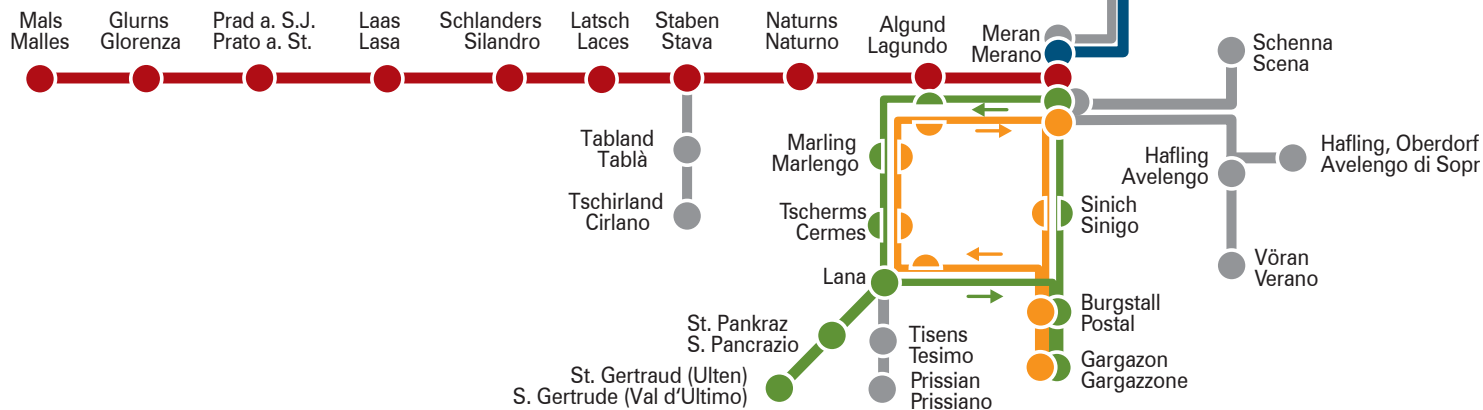 Mals
Malles
Glurns
Glorenza
Prad a. S.J.
Prato a. St.
Laas
Lasa
Schlanders
Silandro
Latsch
Laces
Staben
Stava
Naturns
Naturno
Algund
Lagundo
Meran
Merano
Schenna
Scena
Tabland
Tablà
Marling
Marlengo
Hafling
Avelengo
Hafling, Oberdorf
Avelengo di Sopr
Tschirland
Cirlano
Tscherms
Cermes
Sinich
Sinigo
Vöran
Verano
Lana
St. Pankraz
S. Pancrazio
Tisens
Tesimo
Burgstall
Postal
St. Gertraud (Ulten)
S. Gertrude (Val d‘Ultimo)
Prissian
Prissiano
Gargazon
Gargazzone